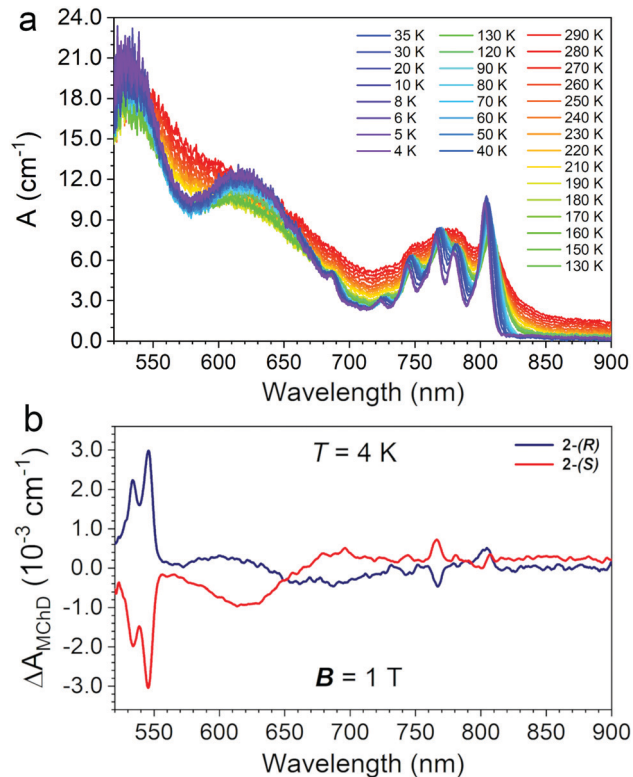 a
24.0
21.0
18.0
15.0
12.0
9.0
6.0
3.0
0.0
A (cm⁻¹)
35 K 130 K 290 K
30 K 120 K 280 K
20 K 90 K 270 K
10 K 80 K 260 K
8 K 70 K 250 K
6 K 60 K 240 K
5 K 50 K 230 K
4 K 40 K 220 K
210 K
190 K
180 K
170 K
160 K
150 K
130 K
550 600 650 700 750 800 850 900
Wavelength (nm)
b
T = 4 K
2-(R)
2-(S)
3.0
2.0
1.0
0.0
-1.0
-2.0
-3.0
ΔA_MChD (10⁻³ cm⁻¹)
B = 1 T
550 600 650 700 750 800 850 900
Wavelength (nm)